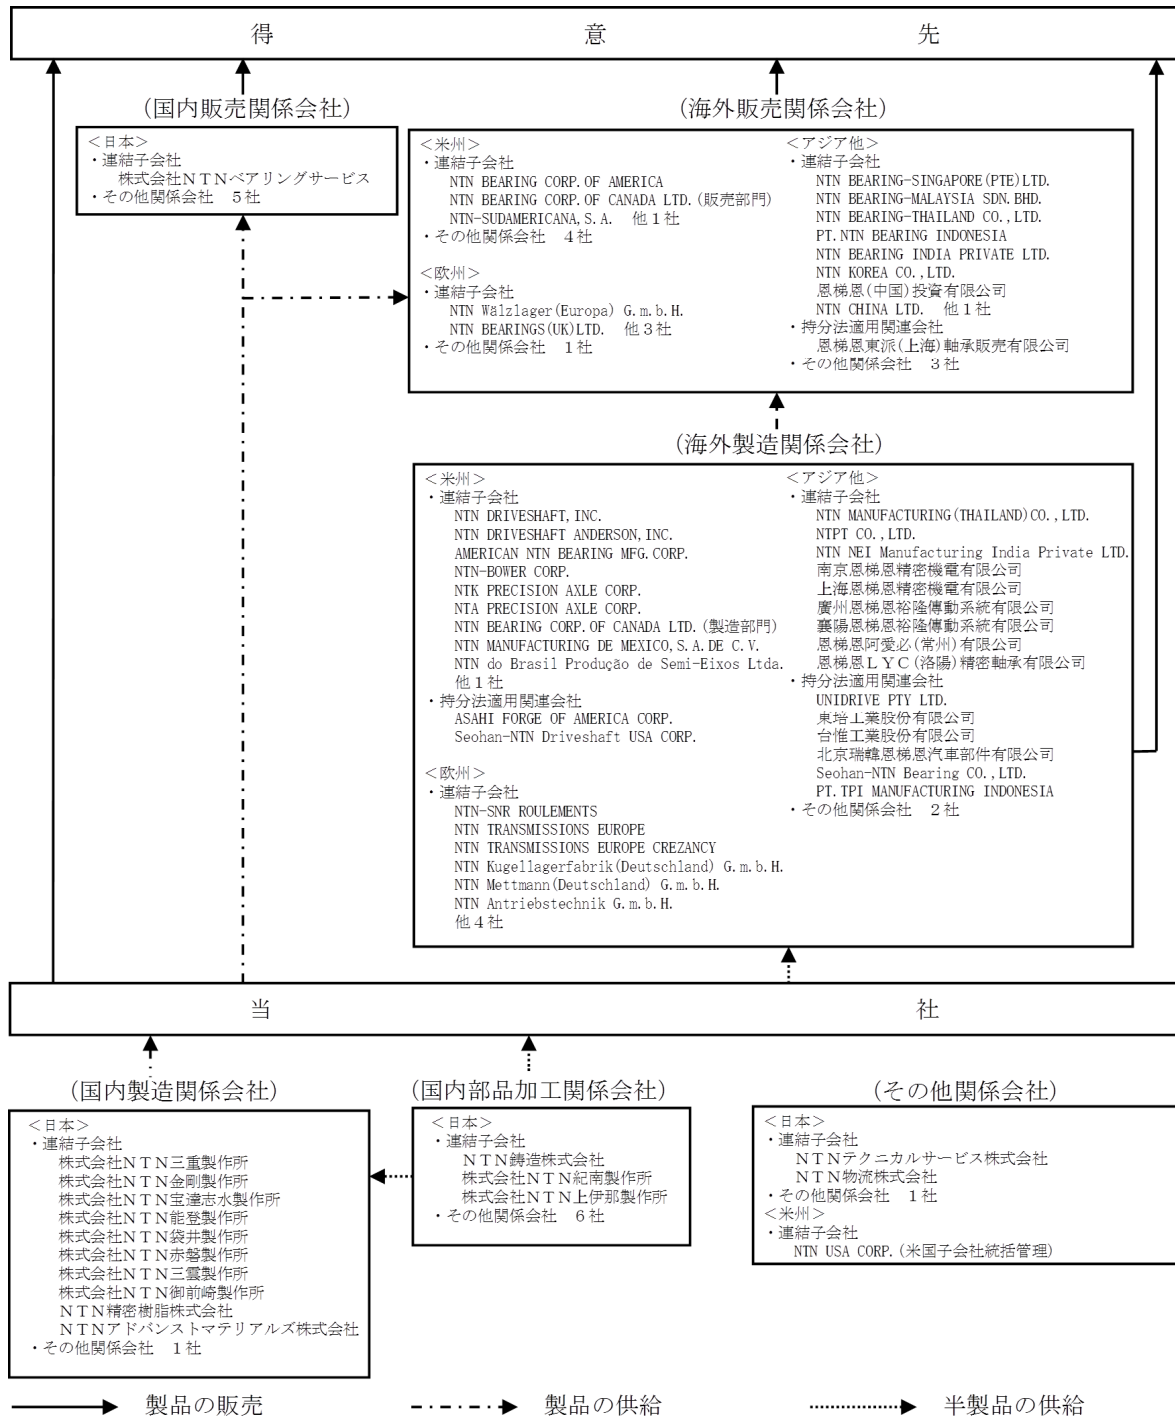 得意先
(国内販売関係会社)
<日本>
・連結子会社
株式会社NTNベアリングサービス
・その他関係会社 5社
(海外販売関係会社)
<米州>
・連結子会社
NTN BEARING CORP.OF AMERICA
NTN BEARING CORP.OF CANADA LTD.(販売部門)
NTN-SUDAMERICANA,S.A. 他1社
・その他関係会社 4社
<欧州>
・連結子会社
NTN Wälzlager(Europa) G.m.b.H.
NTN BEARINGS(UK)LTD. 他3社
・その他関係会社 1社
<アジア他>
・連結子会社
NTN BEARING-SINGAPORE(PTE)LTD.
NTN BEARING-MALAYSIA SDN.BHD.
NTN BEARING-THAILAND CO.,LTD.
PT.NTN BEARING INDONESIA
NTN BEARING INDIA PRIVATE LTD.
NTN KOREA CO.,LTD.
恩梯恩(中国)投資有限公司
NTN CHINA LTD. 他1社
・持分法適用関連会社
恩梯恩東派(上海)軸承販売有限公司
・その他関係会社 3社
(海外製造関係会社)
<米州>
・連結子会社
NTN DRIVESHAFT,INC.
NTN DRIVESHAFT ANDERSON,INC.
AMERICAN NTN BEARING MFG.CORP.
NTN-BOWER CORP.
NTK PRECISION AXLE CORP.
NTA PRECISION AXLE CORP.
NTN BEARING CORP.OF CANADA LTD.(製造部門)
NTN MANUFACTURING DE MEXICO,S.A.DE C.V.
NTN do Brasil Produção de Semi-Eixos Ltda.
他1社
・持分法適用関連会社
ASAHI FORGE OF AMERICA CORP.
Seohan-NTN Driveshaft USA CORP.
<欧州>
・連結子会社
NTN-SNR ROULEMENTS
NTN TRANSMISSIONS EUROPE
NTN TRANSMISSIONS EUROPE CREZANCY
NTN Kugellagerfabrik(Deutschland) G.m.b.H.
NTN Mettmann(Deutschland) G.m.b.H.
NTN Antriebstechnik G.m.b.H.
他4社
<アジア他>
・連結子会社
NTN MANUFACTURING(THAILAND)CO.,LTD.
NTPT CO.,LTD.
NTN NEI Manufacturing India Private LTD.
南京恩梯恩精密機電有限公司
上海恩梯恩精密機電有限公司
廣州恩梯恩裕隆傳動系統有限公司
襄陽恩梯恩裕隆傳動系統有限公司
恩梯恩阿愛必(常州)有限公司
恩梯恩LYC(洛陽)精密軸承有限公司
・持分法適用関連会社
UNIDRIVE PTY LTD.
東培工業股份有限公司
台惟工業股份有限公司
北京瑞韓恩梯恩汽車部件有限公司
Seohan-NTN Bearing CO.,LTD.
PT.TPI MANUFACTURING INDONESIA
・その他関係会社 2社
当社
(国内製造関係会社)
<日本>
・連結子会社
株式会社NTN三重製作所
株式会社NTN金剛製作所
株式会社NTN宝達志水製作所
株式会社NTN能登製作所
株式会社NTN袋井製作所
株式会社NTN赤磐製作所
株式会社NTN三雲製作所
株式会社NTN御前崎製作所
NTN精密樹脂株式会社
NTNアドバンストマテリアルズ株式会社
・その他関係会社 1社
(国内部品加工関係会社)
<日本>
・連結子会社
NTN鋳造株式会社
株式会社NTN紀南製作所
株式会社NTN上伊那製作所
・その他関係会社 6社
(その他関係会社)
<日本>
・連結子会社
NTNテクニカルサービス株式会社
NTN物流株式会社
・その他関係会社 1社
<米州>
・連結子会社
NTN USA CORP.(米国子会社統括管理)
製品の販売
製品の供給
半製品の供給